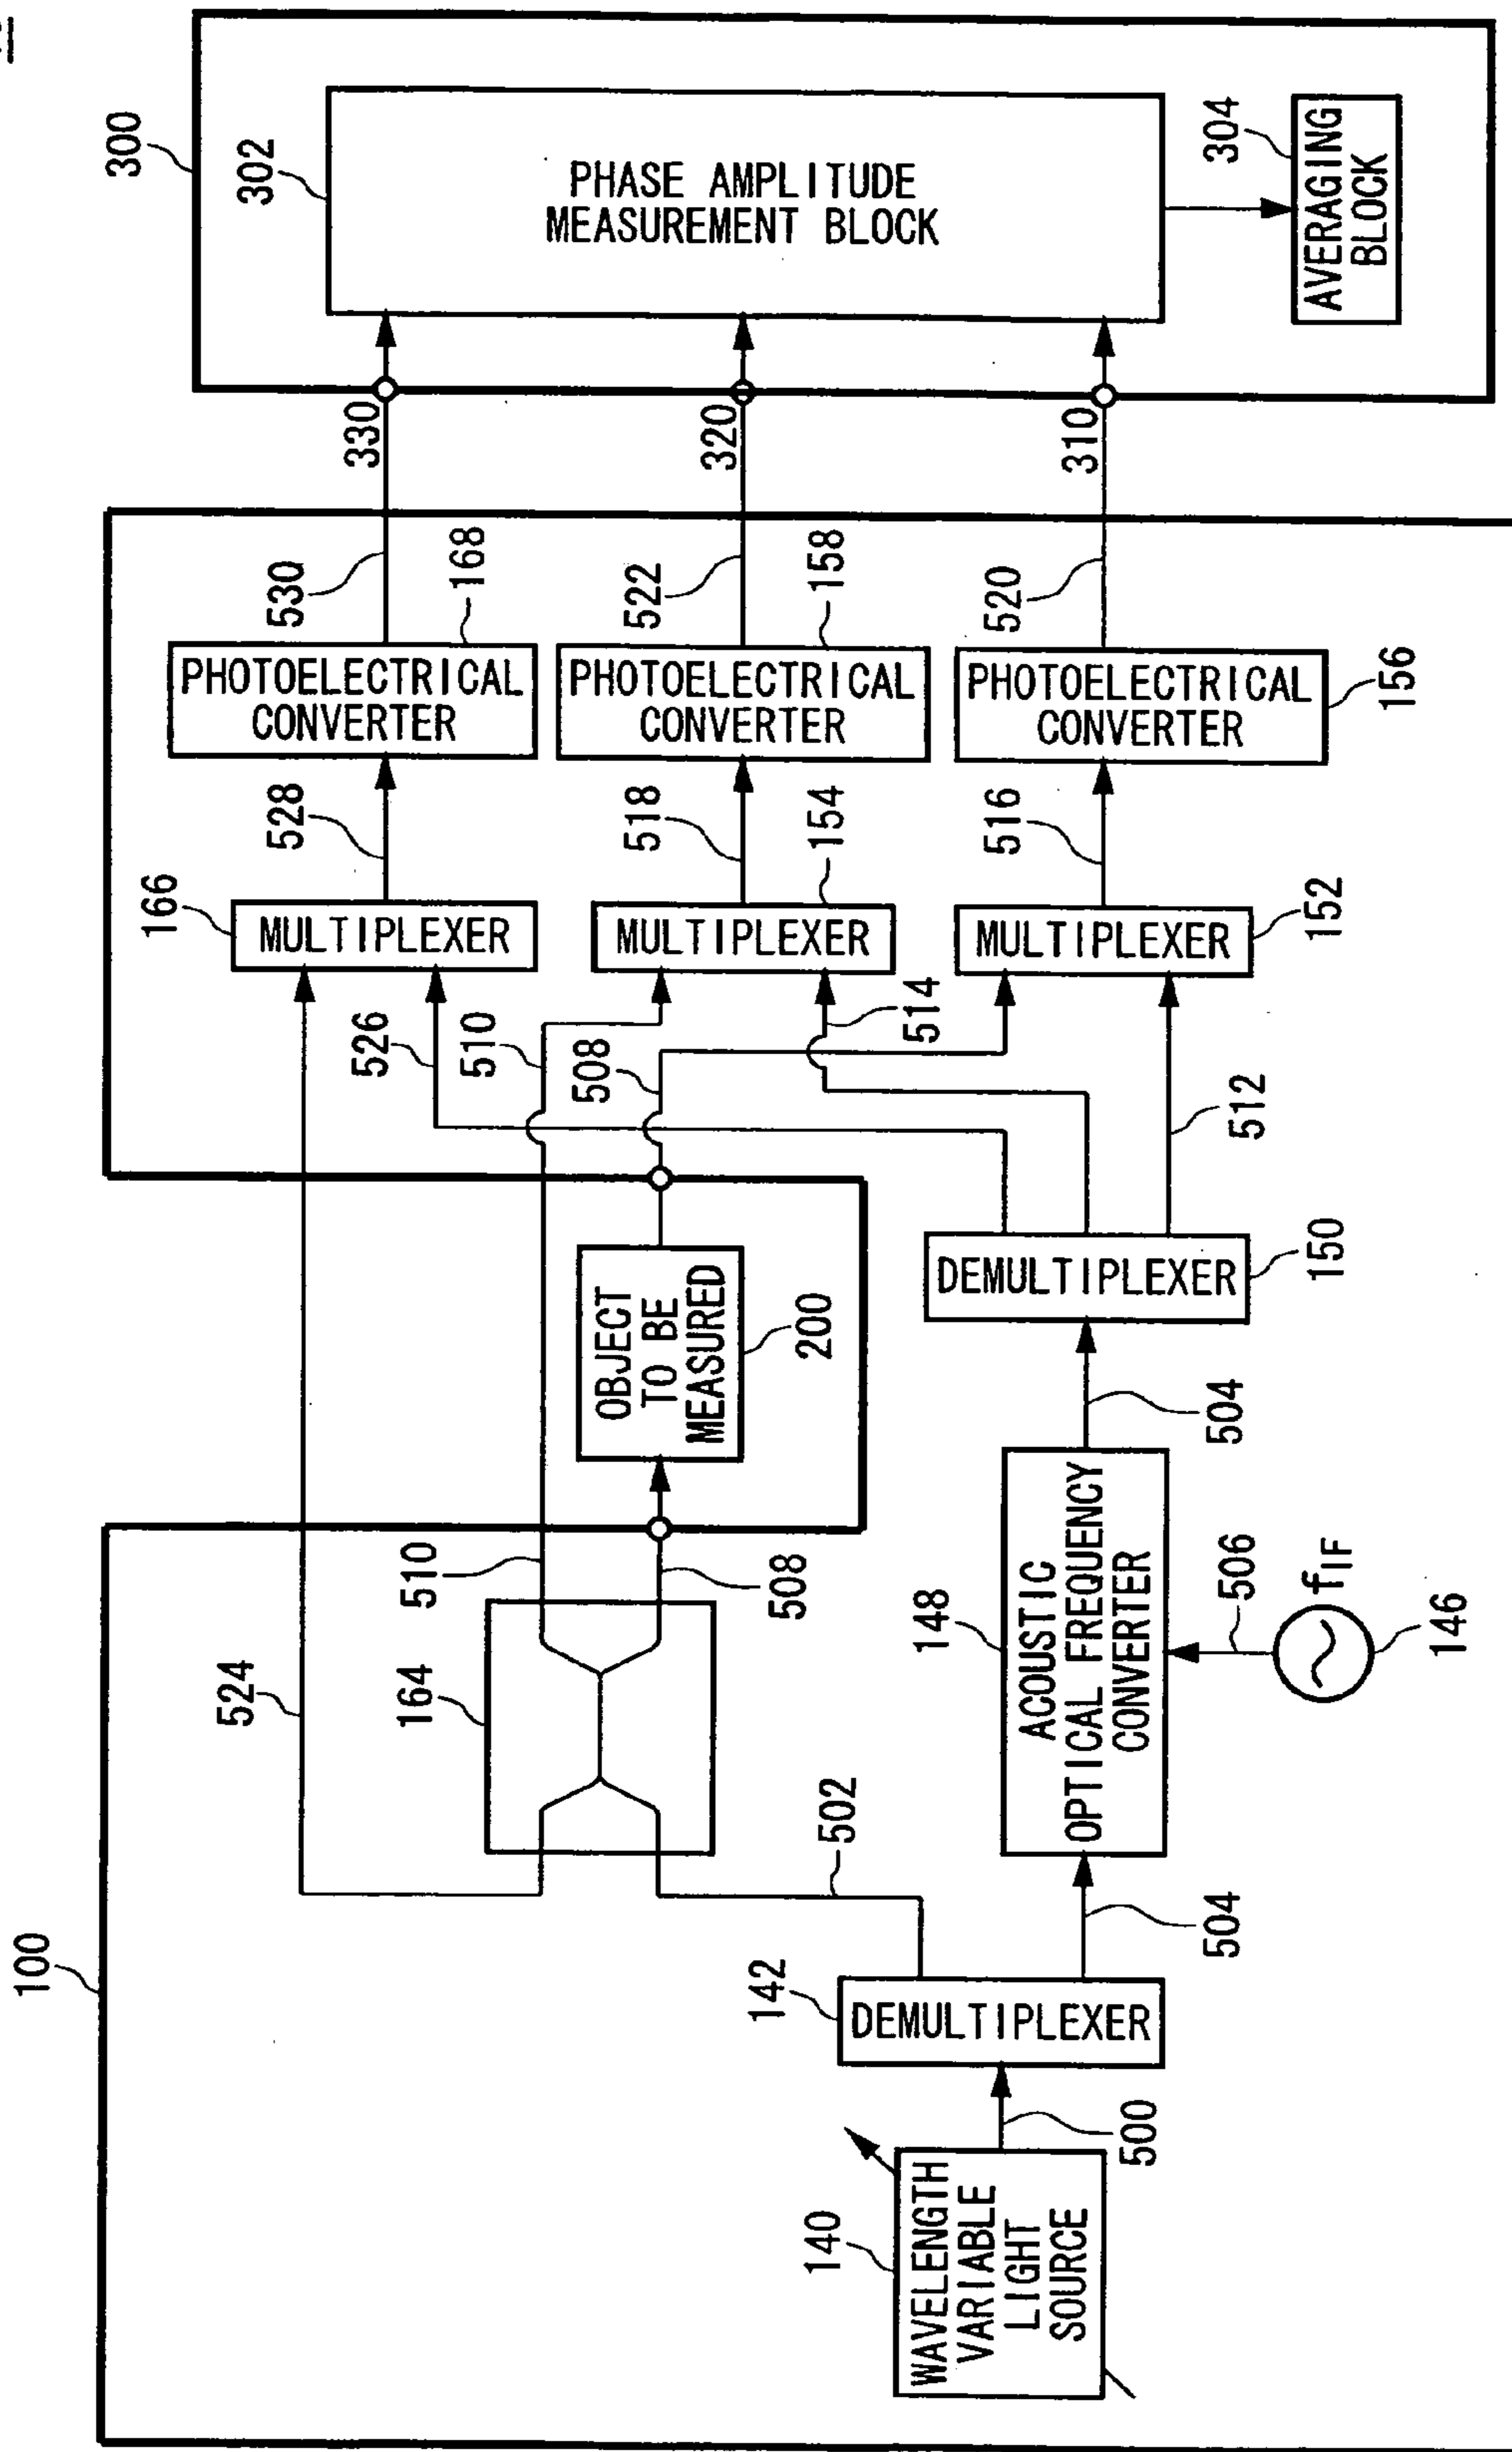 100
140
WAVELENGTH
VARIABLE
LIGHT
SOURCE
500
142
DEMULTIPLEXER
502
504
524
164
510
508
148
ACOUSTIC
OPTICAL FREQUENCY
CONVERTER
506
fIF
146
504
OBJECT
TO BE
MEASURED
200
DEMULTIPLEXER
150
526
510
508
514
512
166
MULTIPLEXER
MULTIPLEXER
154
MULTIPLEXER
152
528
518
516
PHOTOELECTRICAL
CONVERTER
168
PHOTOELECTRICAL
CONVERTER
158
PHOTOELECTRICAL
CONVERTER
156
530
522
520
330
320
310
300
302
PHASE AMPLITUDE
MEASUREMENT BLOCK
304
AVERAGING
BLOCK